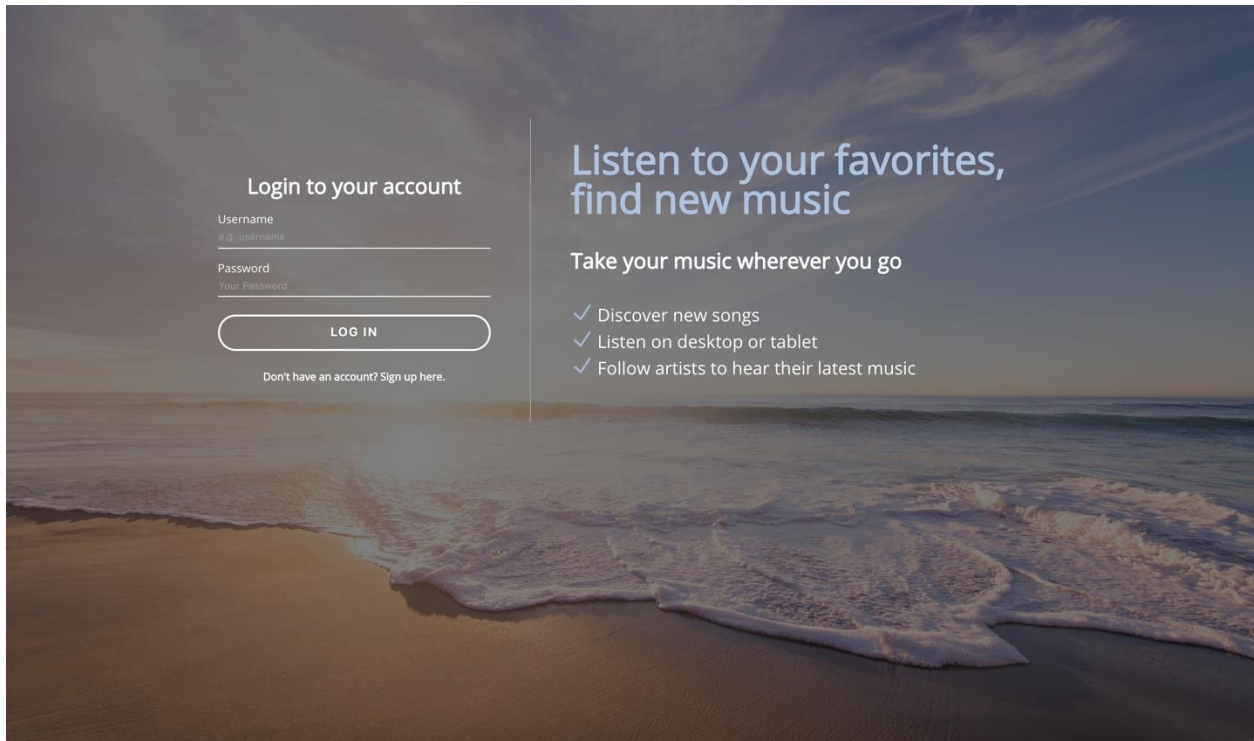 Login to your account
Username
e.g. username
Password
Your Password
LOG IN
Don't have an account? Sign up here.
Listen to your favorites,
find new music
Take your music wherever you go
Discover new songs
Listen on desktop or tablet
Follow artists to hear their latest music